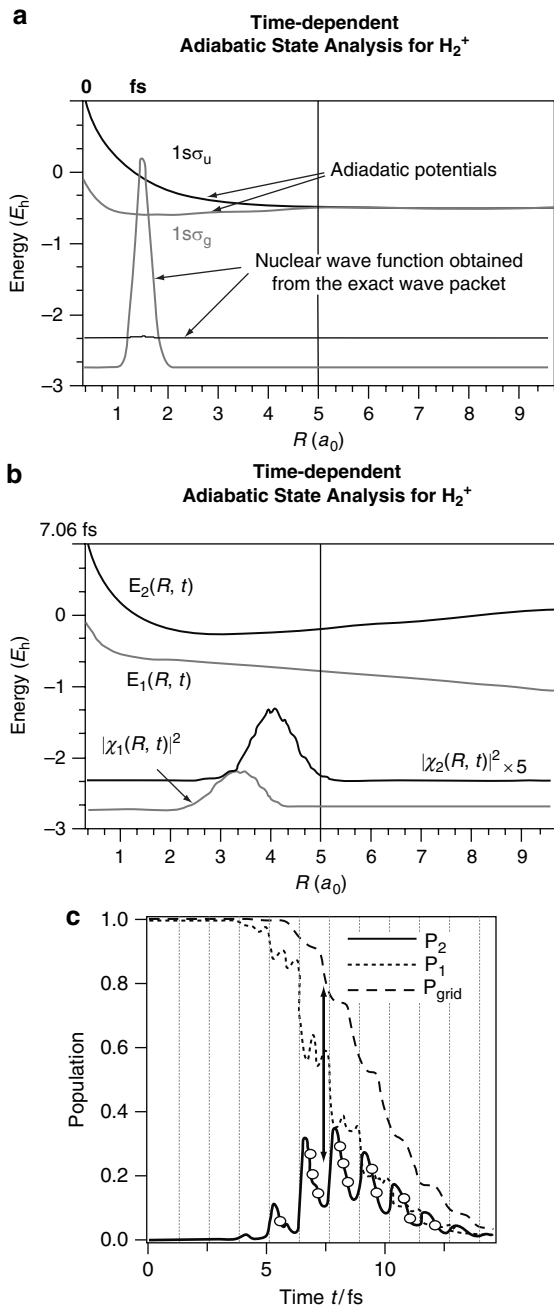 a
Time-dependent
Adiabatic State Analysis for H₂⁺
0 fs
1sσu
Adiadatic potentials
1sσg
Nuclear wave function obtained
from the exact wave packet
Energy (Eh)
0
−1
−2
−3
1 2 3 4 5 6 7 8 9
R (a₀)
b
Time-dependent
Adiabatic State Analysis for H₂⁺
7.06 fs
E₂(R, t)
E₁(R, t)
|χ₁(R, t)|²
|χ₂(R, t)|² × 5
Energy (Eh)
0
−1
−2
−3
1 2 3 4 5 6 7 8 9
R (a₀)
c
P₂
P₁
Pgrid
Population
1.0
0.8
0.6
0.4
0.2
0.0
0 5 10
Time t/fs